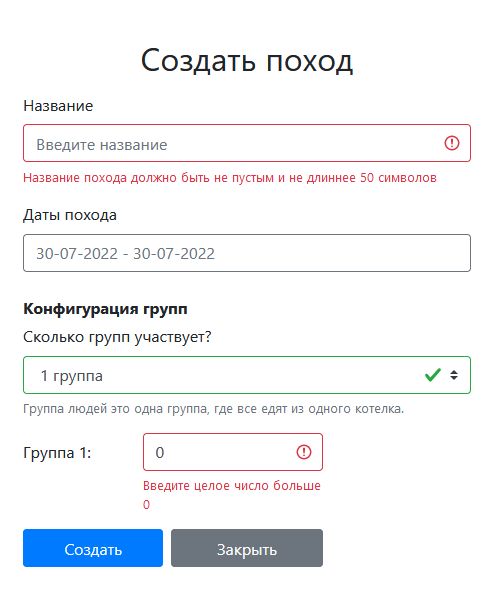 Создать поход
Название
Введите название
Название похода должно быть не пустым и не длиннее 50 символов
Даты похода
30-07-2022 - 30-07-2022
Конфигурация групп
Сколько групп участвует?
1 группа
Группа людей это одна группа, где все едят из одного котелка.
Группа 1:
0
Введите целое число больше
0
Создать
Закрыть